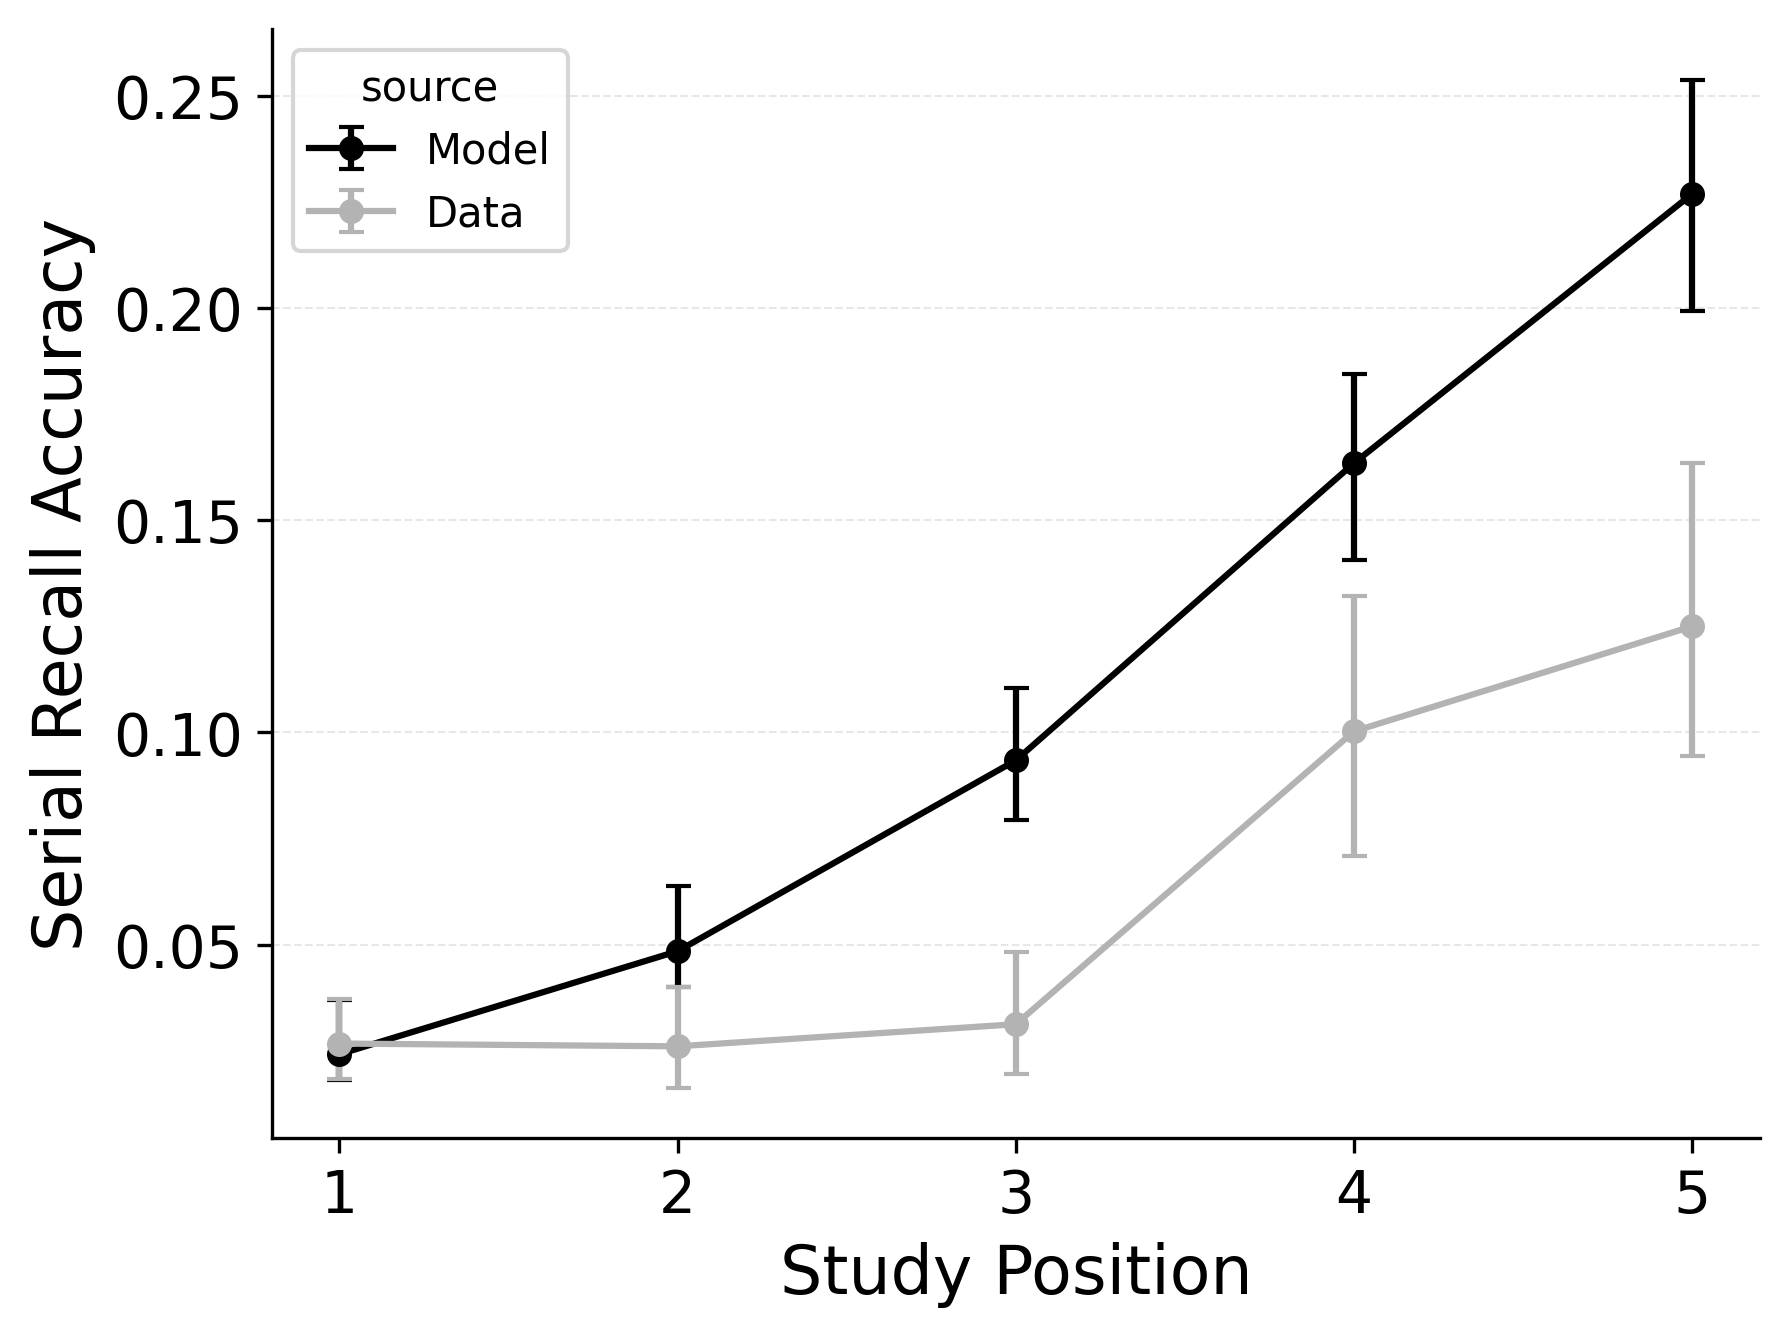 source
Model
Data
0.25
0.20
0.15
0.10
0.05
Serial Recall Accuracy
1 2 3 4 5
Study Position